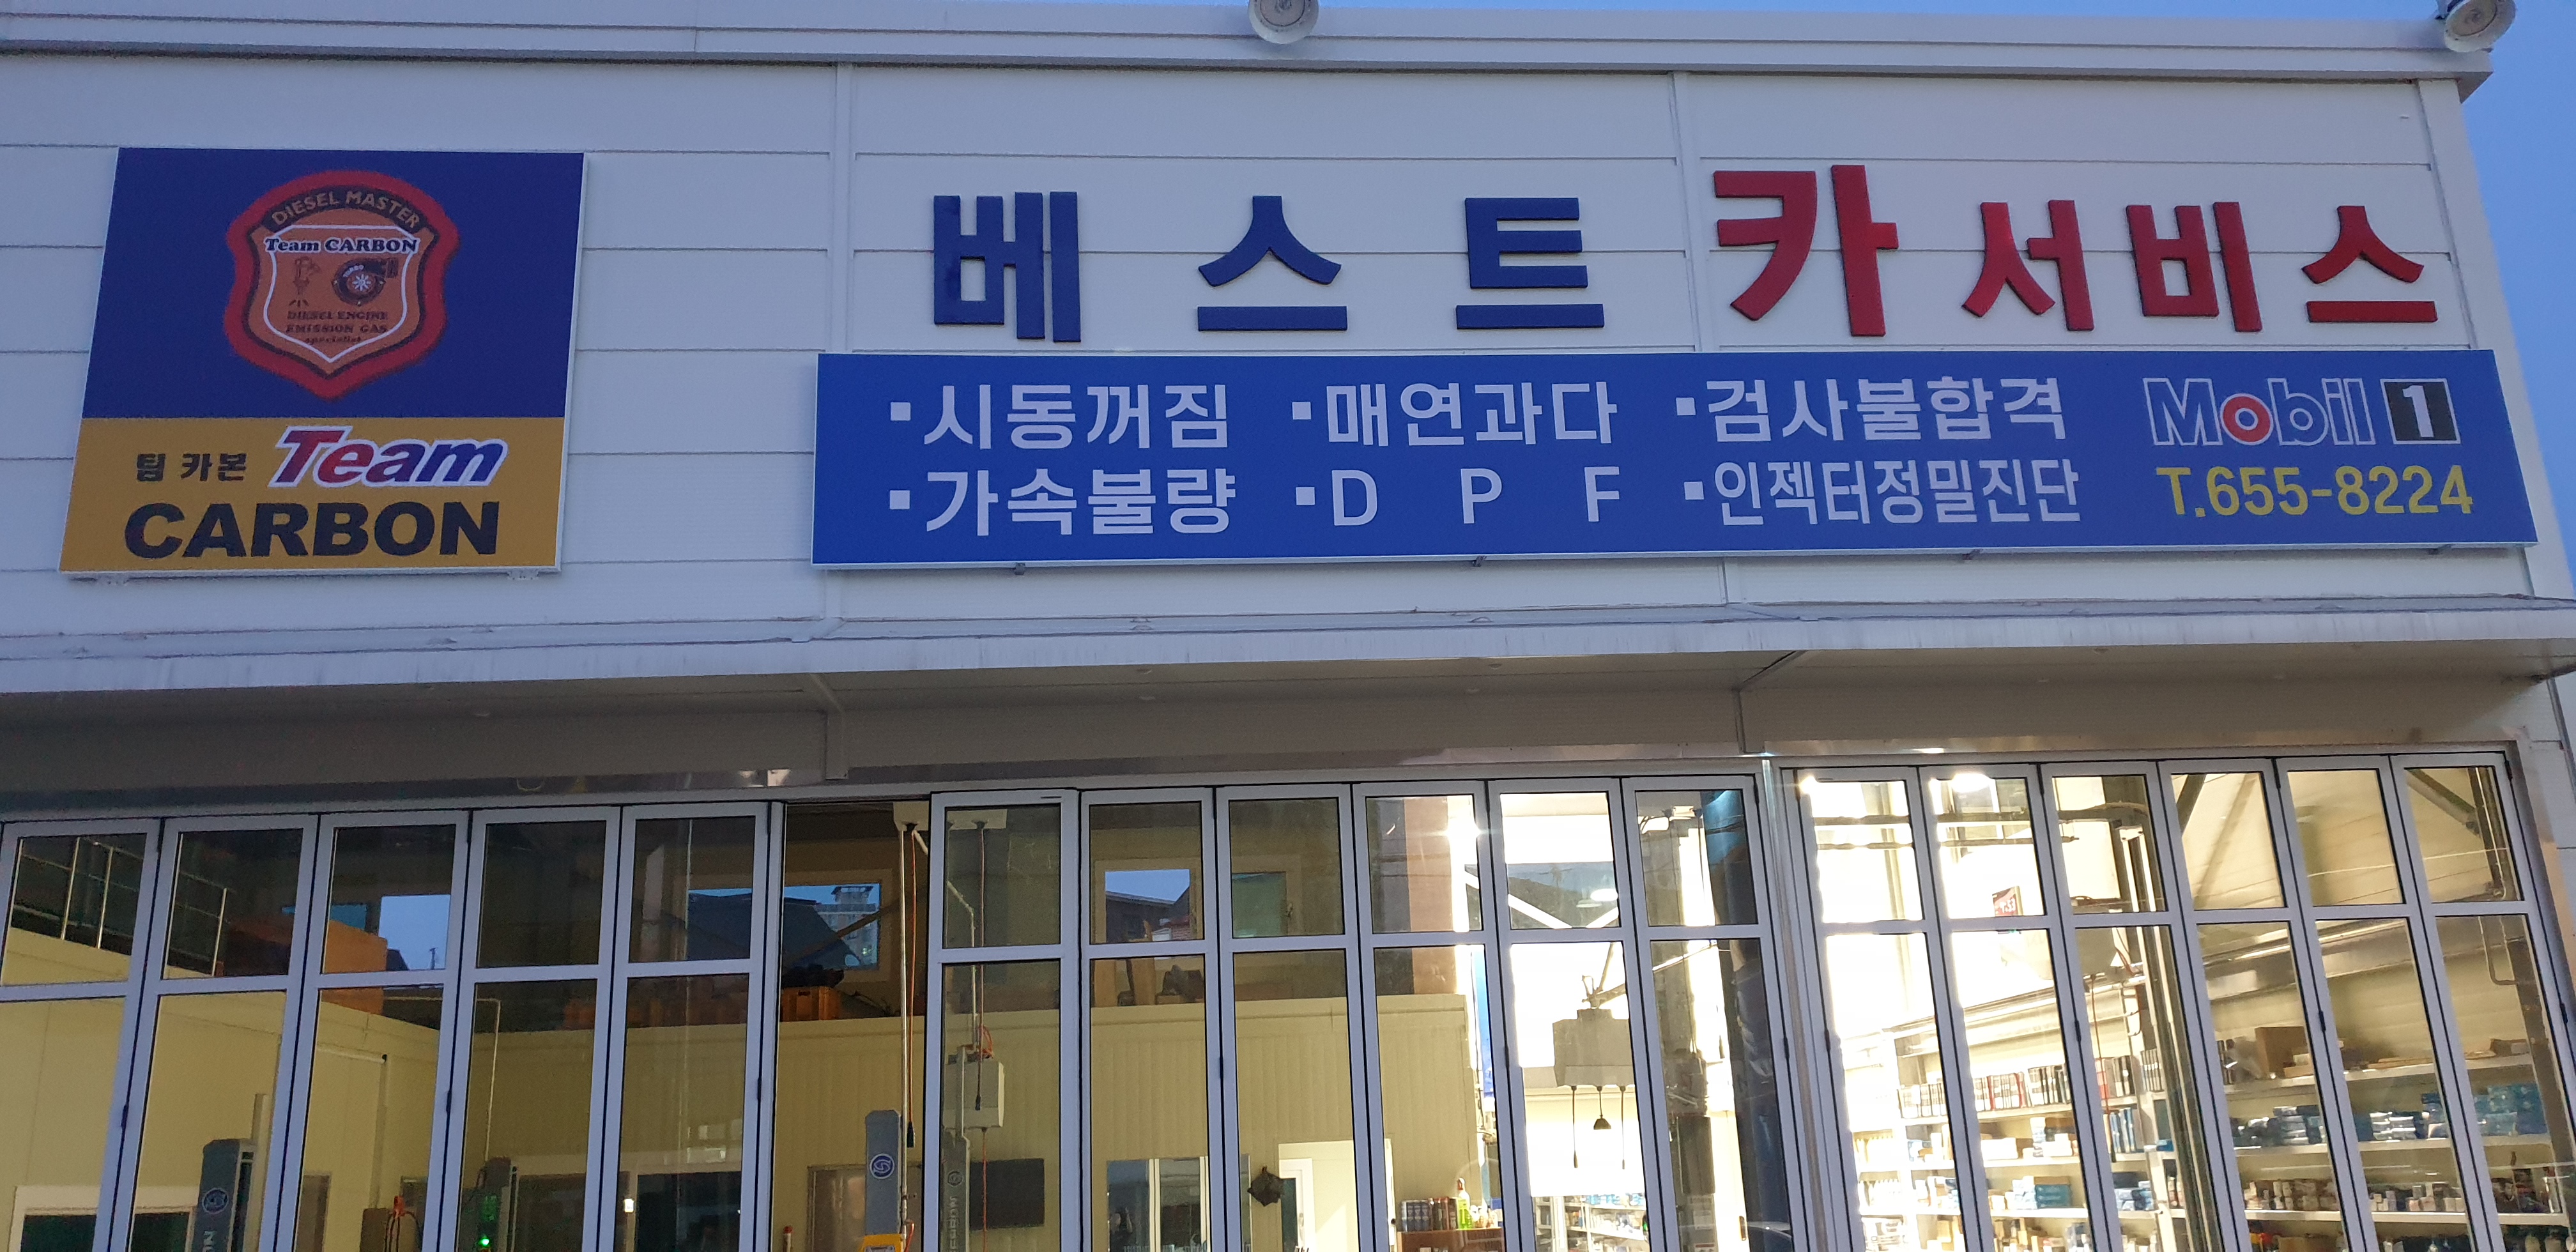 DIESEL MASTER
Team CARBON
TURBO
DIESEL ENGINE
EMISSION GAS
specialist
팀 카본 Team
CARBON
베스트카서비스
▪시동꺼짐 ▪매연과다 ▪검사불합격 Mobil 1
▪가속불량 ▪D P F ▪인젝터정밀진단 T.655-8224